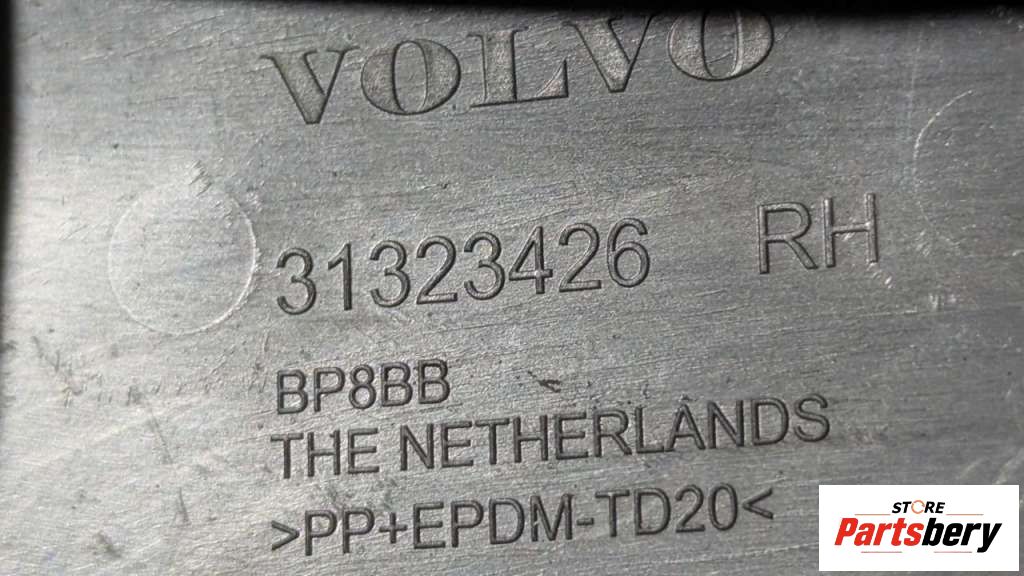 VOLVO
31323426 RH
BP8BB
THE NETHERLANDS
>PP+EPDM-TD20<
STORE
Partsbery